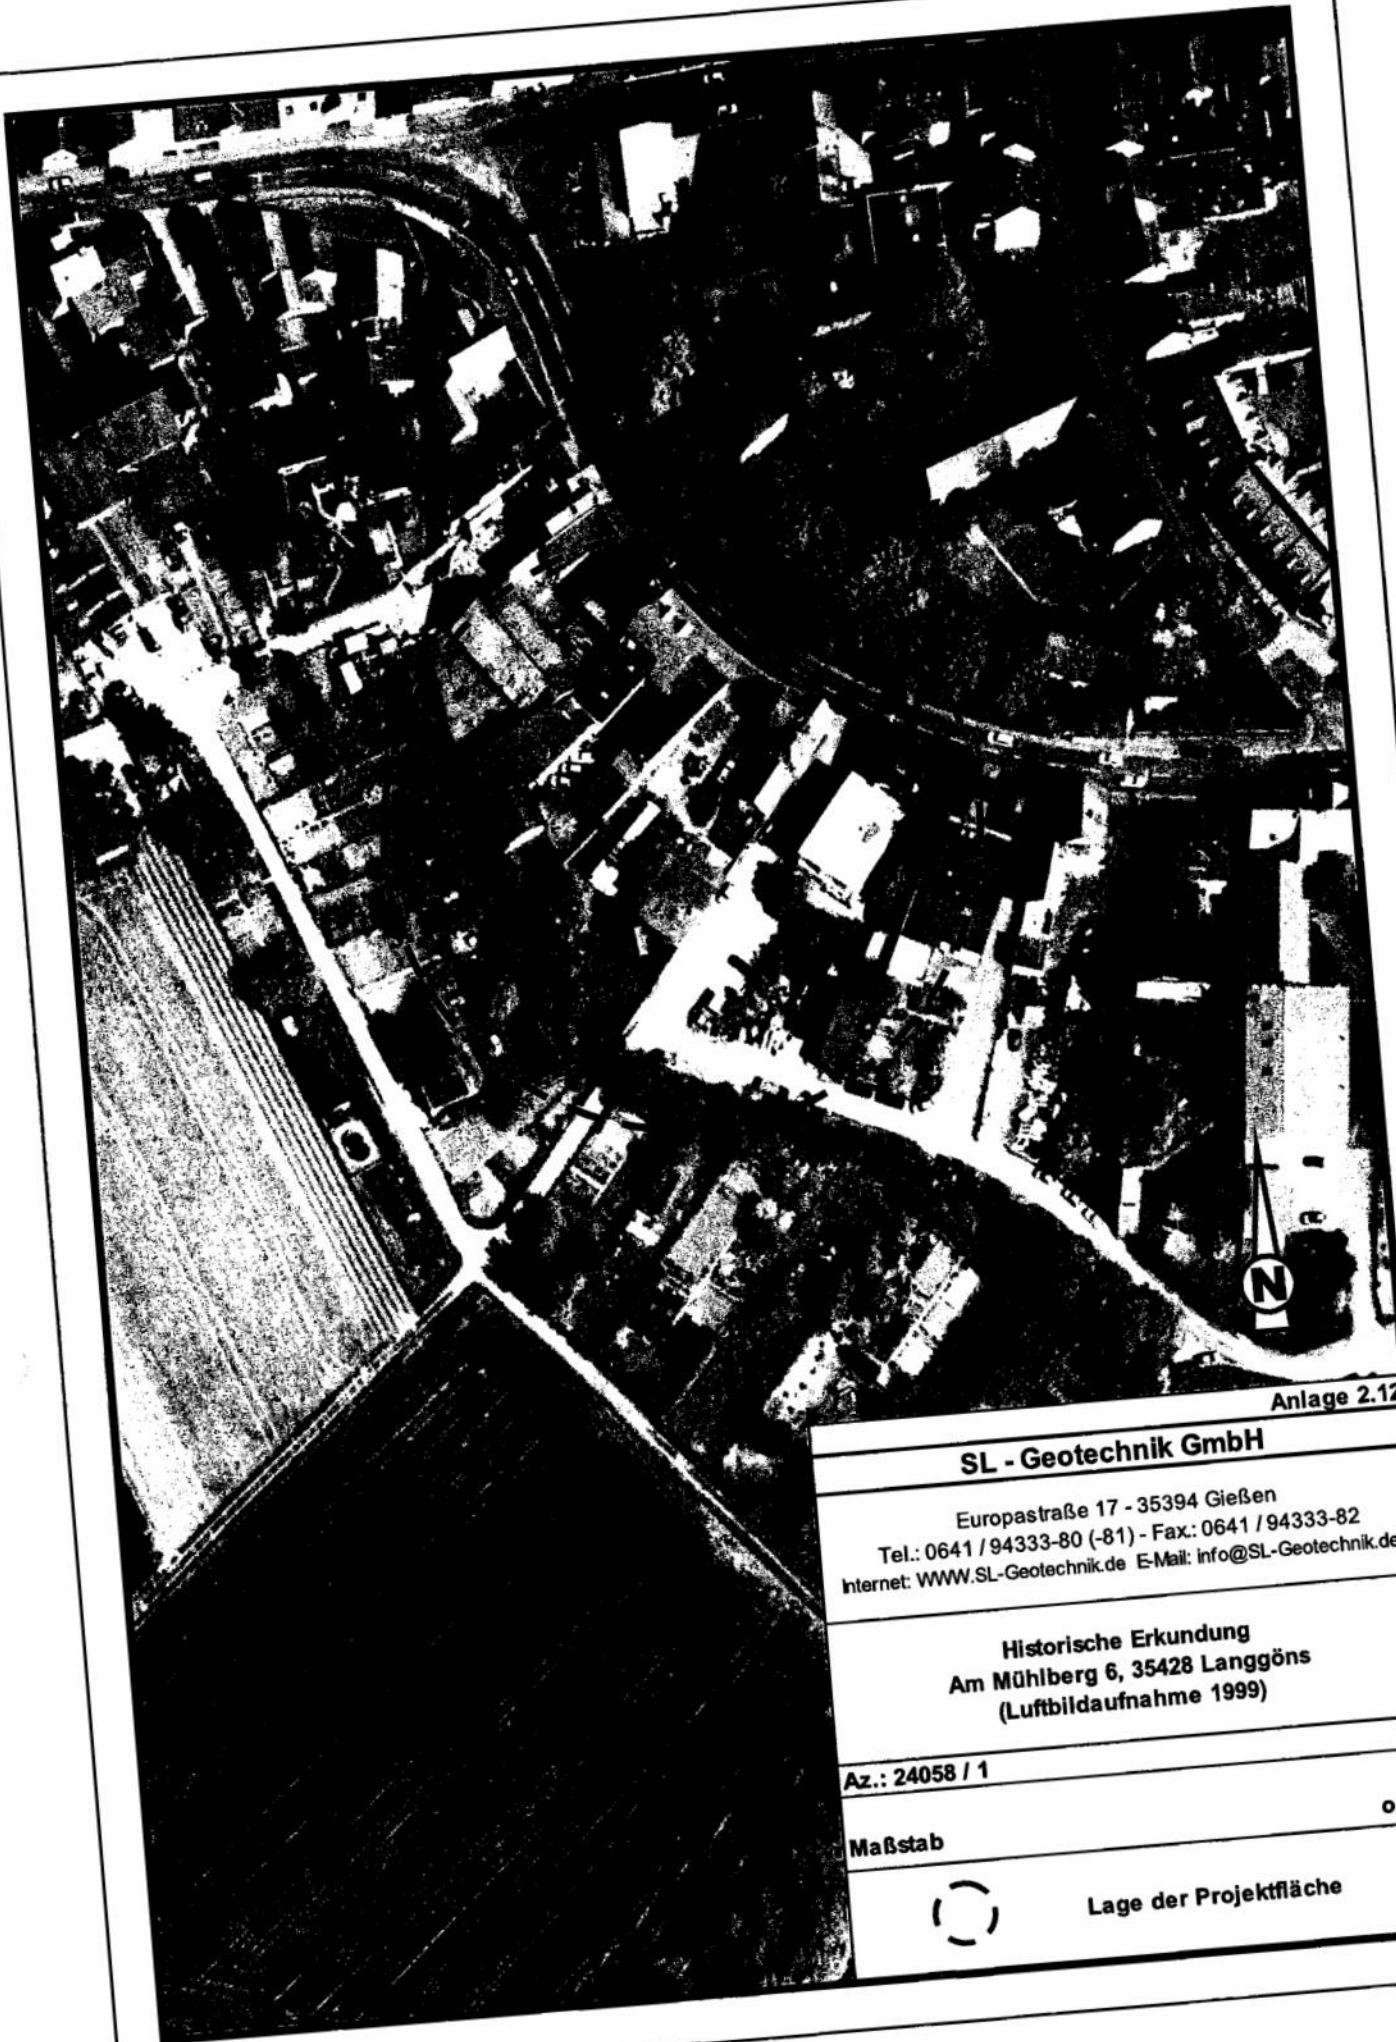 N
Anlage 2.12
SL - Geotechnik GmbH
Europastraße 17 - 35394 Gießen
Tel.: 0641 / 94333-80 (-81) - Fax.: 0641 / 94333-82
Internet: WWW.SL-Geotechnik.de E-Mail: info@SL-Geotechnik.de
Historische Erkundung
Am Mühlberg 6, 35428 Langgöns
(Luftbildaufnahme 1999)
Az.: 24058 / 1
Maßstab
Lage der Projektfläche